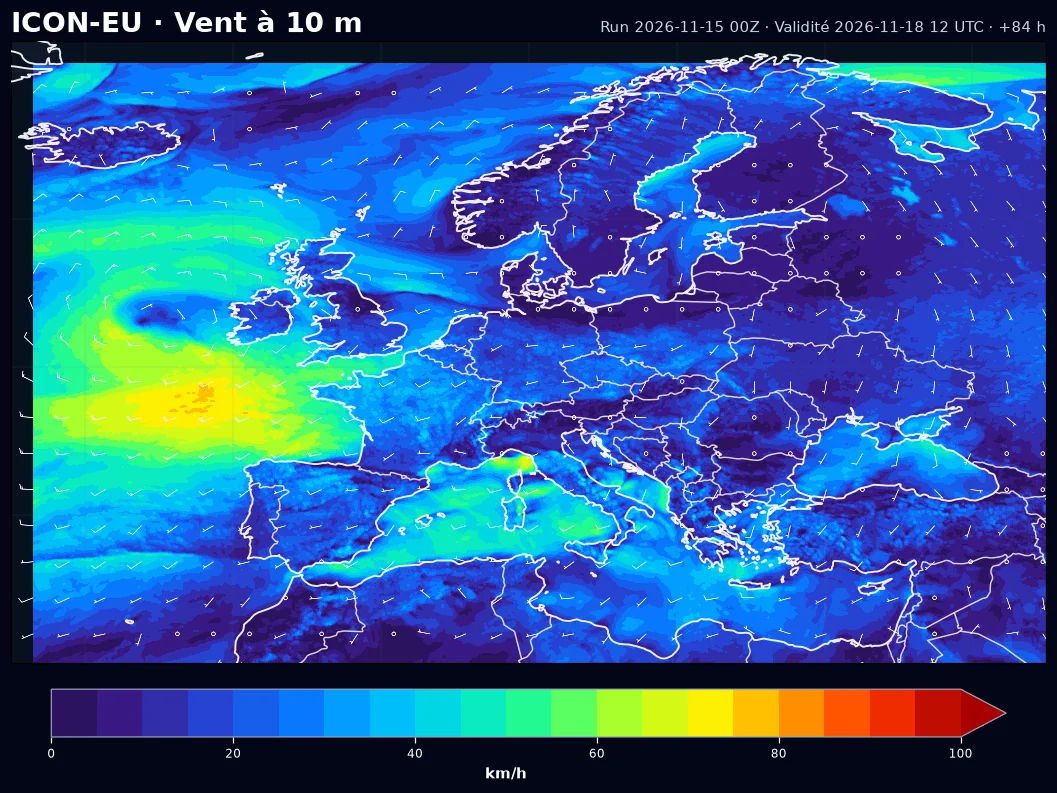 ICON-EU · Vent à 10 m
Run 2026-11-15 00Z · Validité 2026-11-18 12 UTC · +84 h
0 20 40 60 80 100
km/h